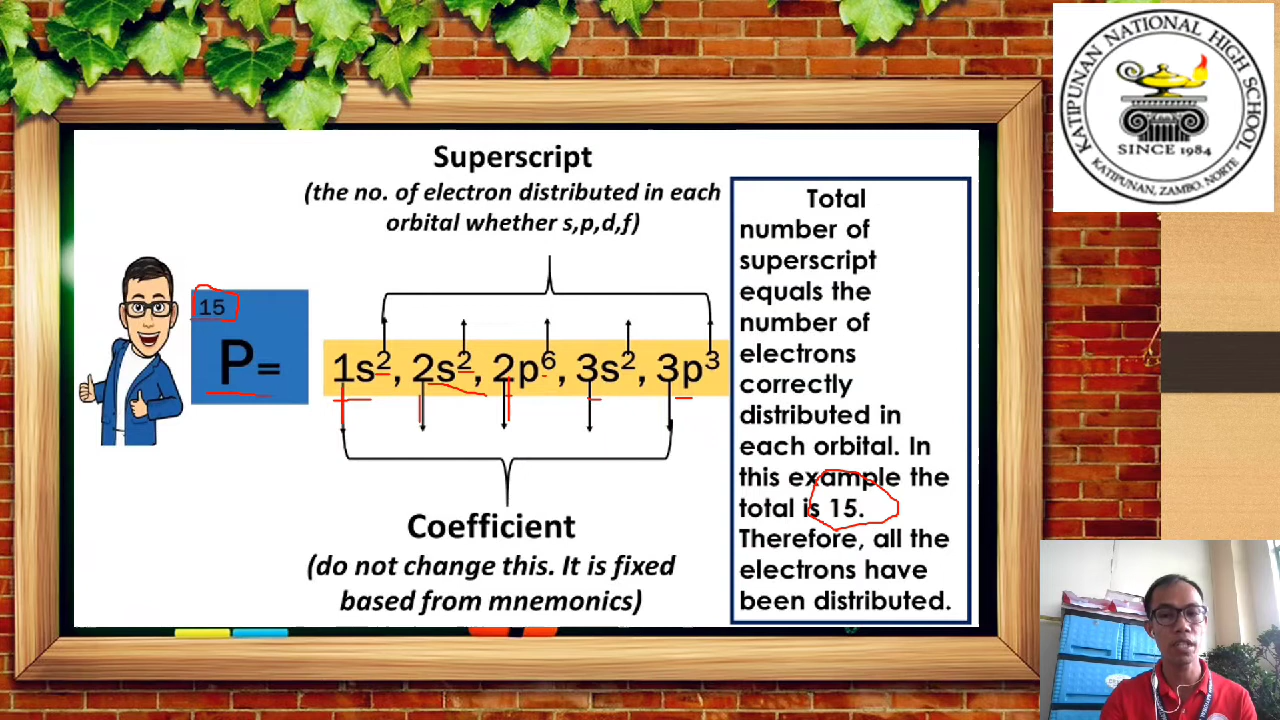 Superscript
(the no. of electron distributed in each
orbital whether s,p,d,f)
15
P=
1s², 2s², 2p⁶, 3s², 3p³
Coefficient
(do not change this. It is fixed
based from mnemonics)
Total
number of
superscript
equals the
number of
electrons
correctly
distributed in
each orbital. In
this example the
total is 15.
Therefore, all the
electrons have
been distributed.
KATIPUNAN NATIONAL HIGH SCHOOL
SINCE 1984
KATIPUNAN, ZAMBO. NORTE